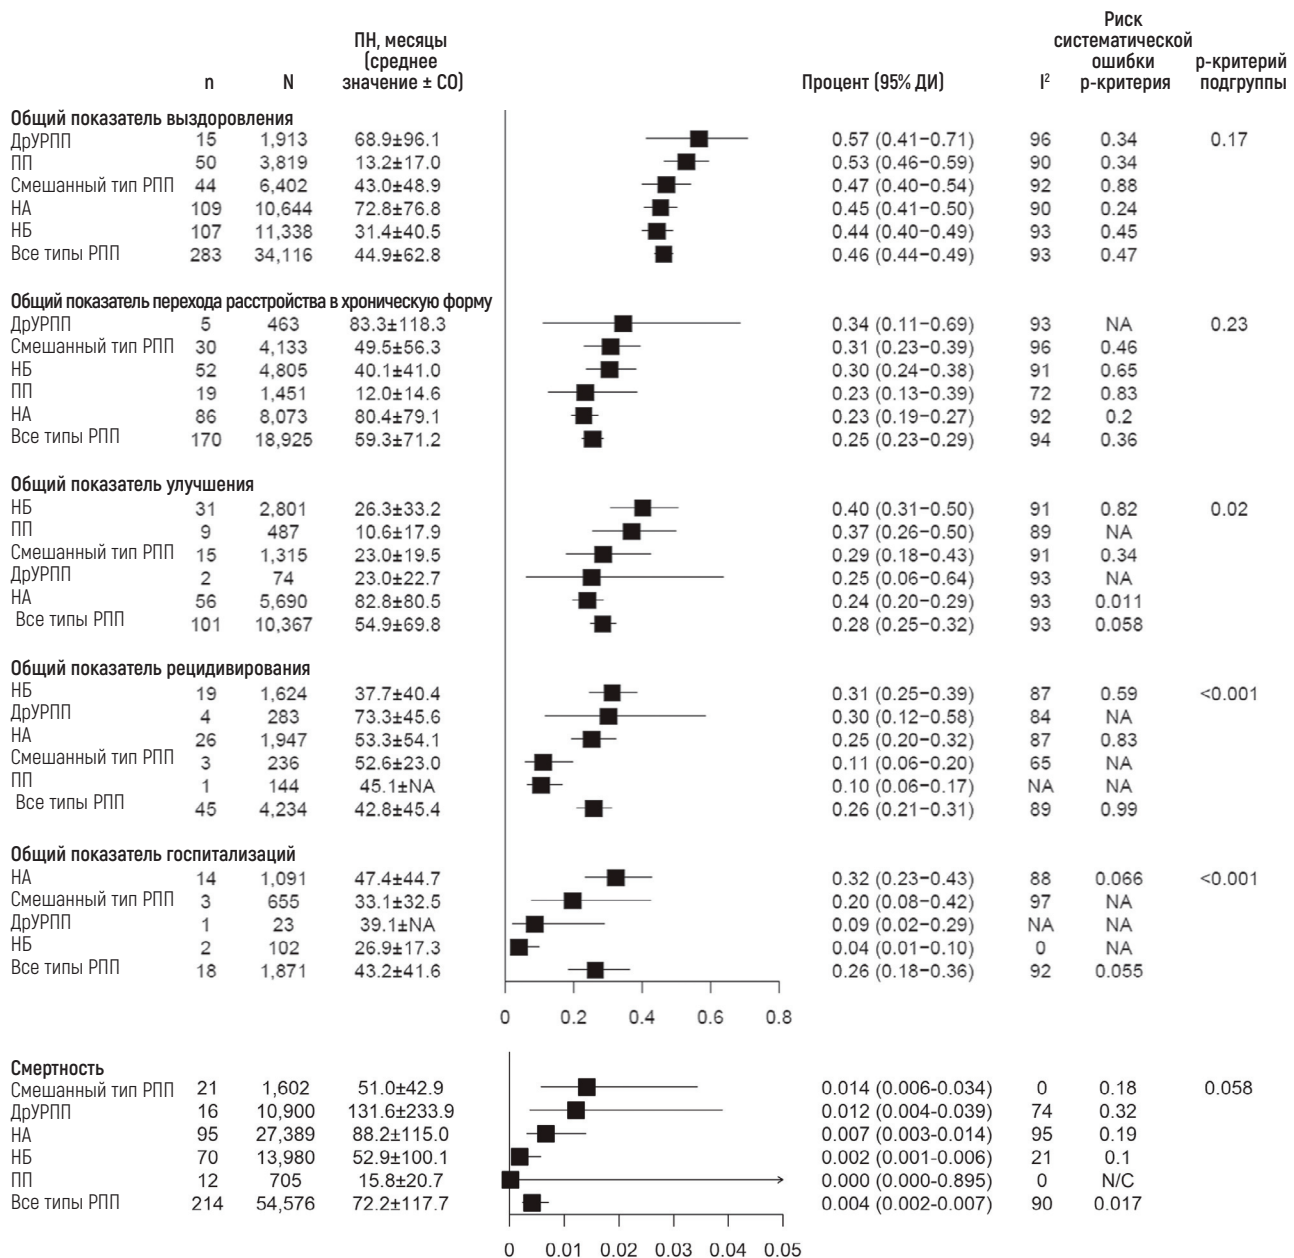 n N ПН, месяцы (среднее значение ± СО) Процент (95% ДИ) I² Риск систематической ошибки p-критерия p-критерий подгруппы
Общий показатель выздоровления
ДрУРПП 15 1,913 68.9±96.1 0.57 (0.41−0.71) 96 0.34 0.17
ПП 50 3,819 13.2±17.0 0.53 (0.46−0.59) 90 0.34
Смешанный тип РПП 44 6,402 43.0±48.9 0.47 (0.40−0.54) 92 0.88
НА 109 10,644 72.8±76.8 0.45 (0.41−0.50) 90 0.24
НБ 107 11,338 31.4±40.5 0.44 (0.40−0.49) 93 0.45
Все типы РПП 283 34,116 44.9±62.8 0.46 (0.44−0.49) 93 0.47
Общий показатель перехода расстройства в хроническую форму
ДрУРПП 5 463 83.3±118.3 0.34 (0.11−0.69) 93 NA 0.23
Смешанный тип РПП 30 4,133 49.5±56.3 0.31 (0.23−0.39) 96 0.46
НБ 52 4,805 40.1±41.0 0.30 (0.24−0.38) 91 0.65
ПП 19 1,451 12.0±14.6 0.23 (0.13−0.39) 72 0.83
НА 86 8,073 80.4±79.1 0.23 (0.19−0.27) 92 0.2
Все типы РПП 170 18,925 59.3±71.2 0.25 (0.23−0.29) 94 0.36
Общий показатель улучшения
НБ 31 2,801 26.3±33.2 0.40 (0.31−0.50) 91 0.82 0.02
ПП 9 487 10.6±17.9 0.37 (0.26−0.50) 89 NA
Смешанный тип РПП 15 1,315 23.0±19.5 0.29 (0.18−0.43) 91 0.34
ДрУРПП 2 74 23.0±22.7 0.25 (0.06−0.64) 93 NA
НА 56 5,690 82.8±80.5 0.24 (0.20−0.29) 93 0.011
Все типы РПП 101 10,367 54.9±69.8 0.28 (0.25−0.32) 93 0.058
Общий показатель рецидивирования
НБ 19 1,624 37.7±40.4 0.31 (0.25−0.39) 87 0.59 <0.001
ДрУРПП 4 283 73.3±45.6 0.30 (0.12−0.58) 84 NA
НА 26 1,947 53.3±54.1 0.25 (0.20−0.32) 87 0.83
Смешанный тип РПП 3 236 52.6±23.0 0.11 (0.06−0.20) 65 NA
ПП 1 144 45.1±NA 0.10 (0.06−0.17) NA NA
Все типы РПП 45 4,234 42.8±45.4 0.26 (0.21−0.31) 89 0.99
Общий показатель госпитализаций
НА 14 1,091 47.4±44.7 0.32 (0.23−0.43) 88 0.066 <0.001
Смешанный тип РПП 3 655 33.1±32.5 0.20 (0.08−0.42) 97 NA
ДрУРПП 1 23 39.1±NA 0.09 (0.02−0.29) NA NA
НБ 2 102 26.9±17.3 0.04 (0.01−0.10) 0 NA
Все типы РПП 18 1,871 43.2±41.6 0.26 (0.18−0.36) 92 0.055
0 0.2 0.4 0.6 0.8
Смертность
Смешанный тип РПП 21 1,602 51.0±42.9 0.014 (0.006-0.034) 0 0.18 0.058
ДрУРПП 16 10,900 131.6±233.9 0.012 (0.004-0.039) 74 0.32
НА 95 27,389 88.2±115.0 0.007 (0.003-0.014) 95 0.19
НБ 70 13,980 52.9±100.1 0.002 (0.001-0.006) 21 0.1
ПП 12 705 15.8±20.7 0.000 (0.000-0.895) 0 N/C
Все типы РПП 214 54,576 72.2±117.7 0.004 (0.002-0.007) 90 0.017
0 0.01 0.02 0.03 0.04 0.05